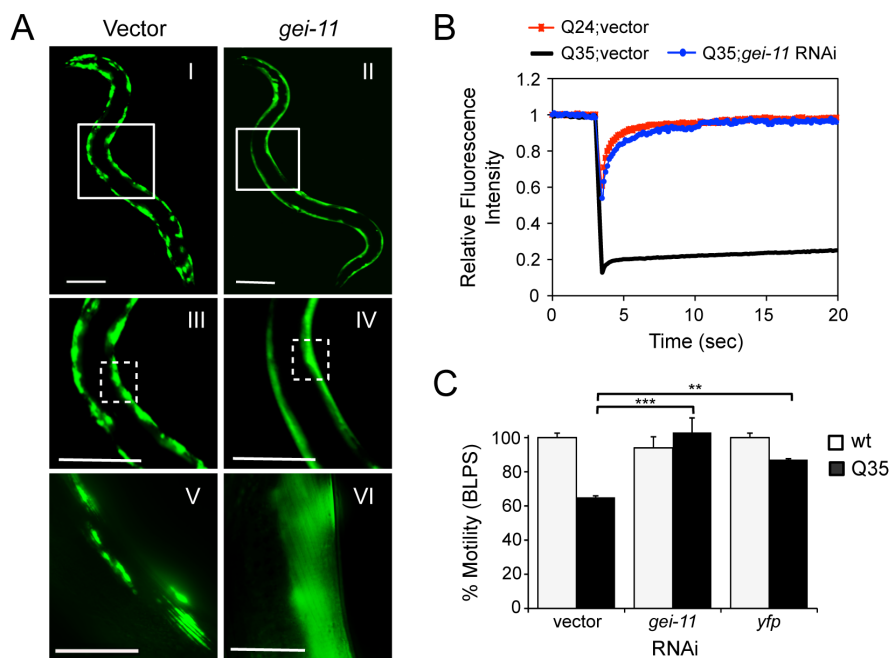 A
Vector
gei-11
I
II
III
IV
V
VI
B
Q24;vector
Q35;vector
Q35;gei-11 RNAi
Relative Fluorescence
Intensity
1.2
1
0.8
0.6
0.4
0.2
0
0
5
10
15
20
Time (sec)
C
% Motility (BLPS)
**
***
100
80
60
40
20
0
wt
Q35
vector
gei-11
yfp
RNAi